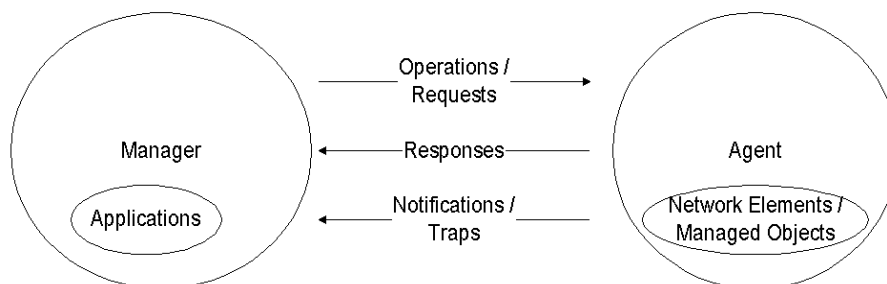 Operations /
Requests
Manager
Responses
Agent
Applications
Notifications /
Traps
Network Elements /
Managed Objects